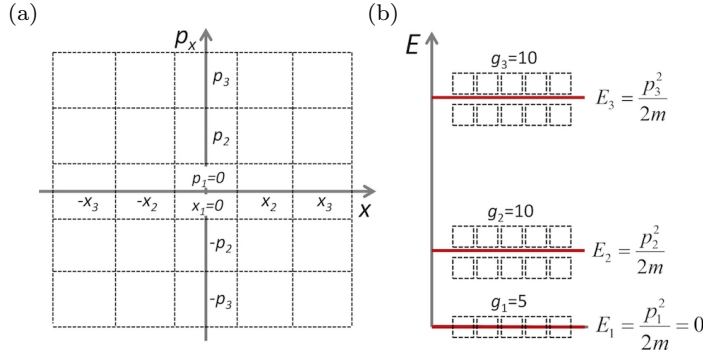 (a)
p_x
p_3
p_2
p_1=0
-x_3 -x_2 x_1=0 x_2 x_3
x
-p_2
-p_3
(b)
E
g_3=10
E_3 = p_3^2 / 2m
g_2=10
E_2 = p_2^2 / 2m
g_1=5
E_1 = p_1^2 / 2m = 0